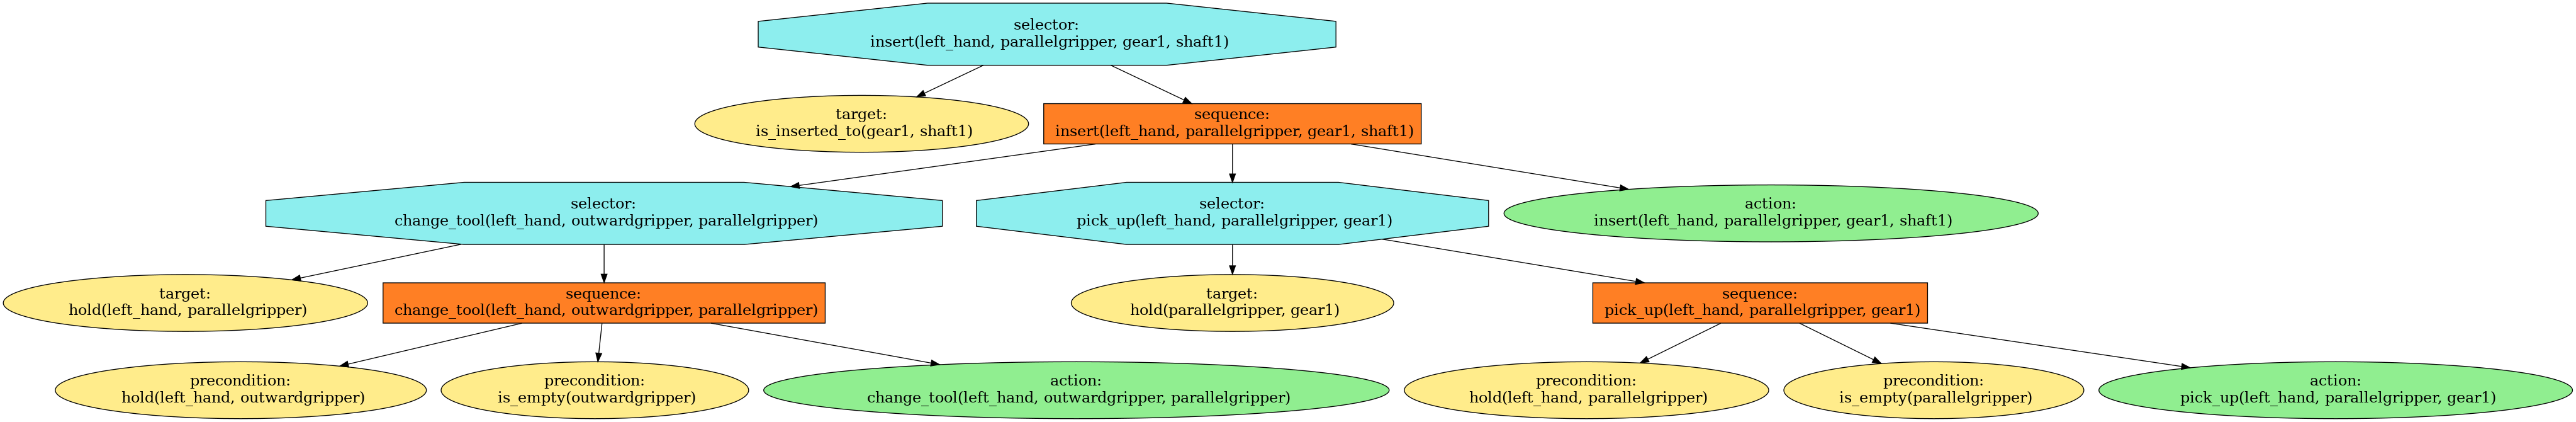 selector:
insert(left_hand, parallelgripper, gear1, shaft1)
target:
is_inserted_to(gear1, shaft1)
sequence:
insert(left_hand, parallelgripper, gear1, shaft1)
selector:
change_tool(left_hand, outwardgripper, parallelgripper)
selector:
pick_up(left_hand, parallelgripper, gear1)
action:
insert(left_hand, parallelgripper, gear1, shaft1)
target:
hold(left_hand, parallelgripper)
sequence:
change_tool(left_hand, outwardgripper, parallelgripper)
target:
hold(parallelgripper, gear1)
sequence:
pick_up(left_hand, parallelgripper, gear1)
precondition:
hold(left_hand, outwardgripper)
precondition:
is_empty(outwardgripper)
action:
change_tool(left_hand, outwardgripper, parallelgripper)
precondition:
hold(left_hand, parallelgripper)
precondition:
is_empty(parallelgripper)
action:
pick_up(left_hand, parallelgripper, gear1)